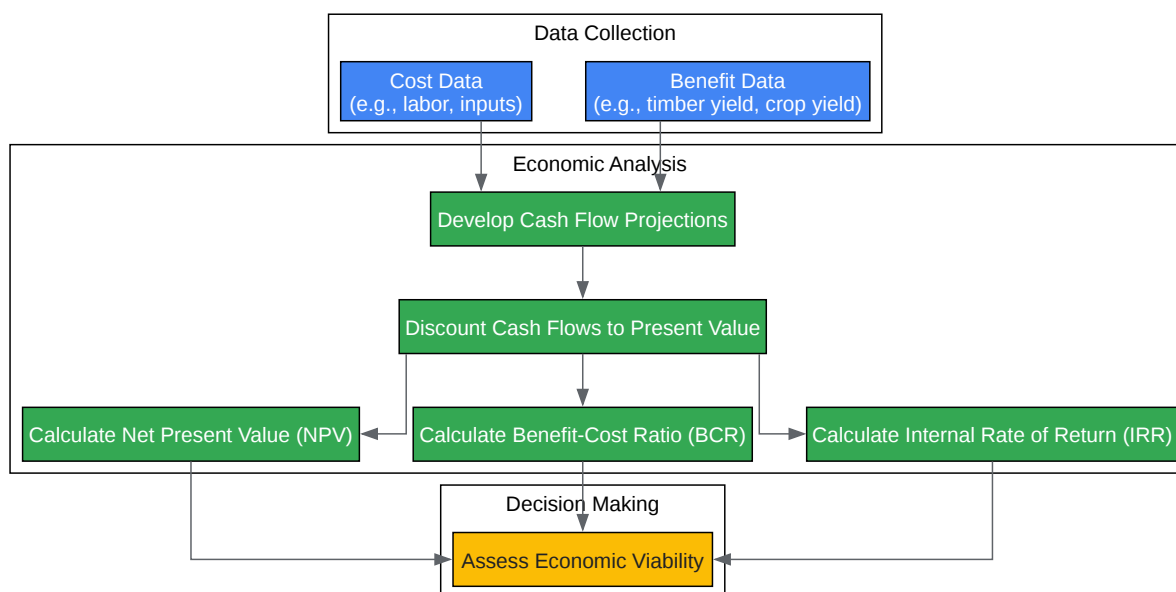 Data Collection
Cost Data
(e.g., labor, inputs)
Benefit Data
(e.g., timber yield, crop yield)
Economic Analysis
Develop Cash Flow Projections
Discount Cash Flows to Present Value
Calculate Net Present Value (NPV)
Calculate Benefit-Cost Ratio (BCR)
Calculate Internal Rate of Return (IRR)
Decision Making
Assess Economic Viability